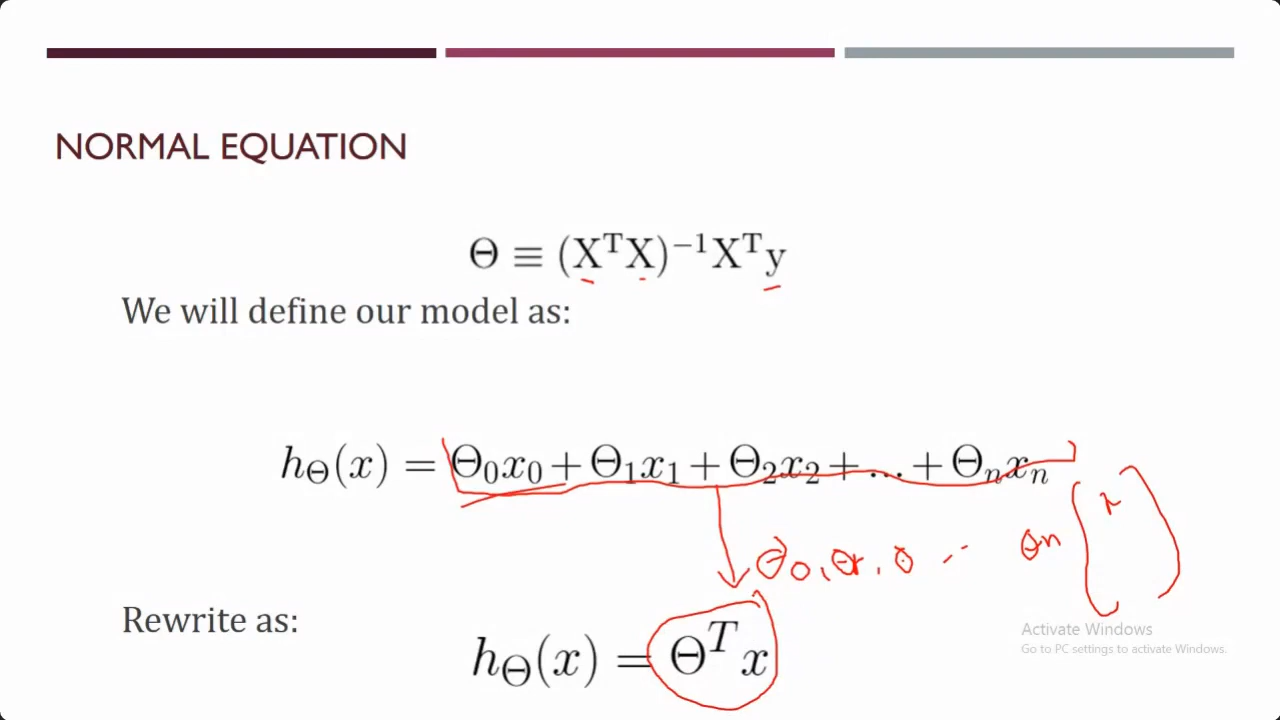 NORMAL EQUATION
Θ ≡ (XᵀX)⁻¹Xᵀy
We will define our model as:
h_Θ(x) = Θ₀x₀ + Θ₁x₁ + Θ₂x₂ + ... + Θₙxₙ
Θ₀, Θ₁, Θ -- Θn [x]
Rewrite as:
h_Θ(x) = Θᵀx
Activate Windows
Go to PC settings to activate Windows.